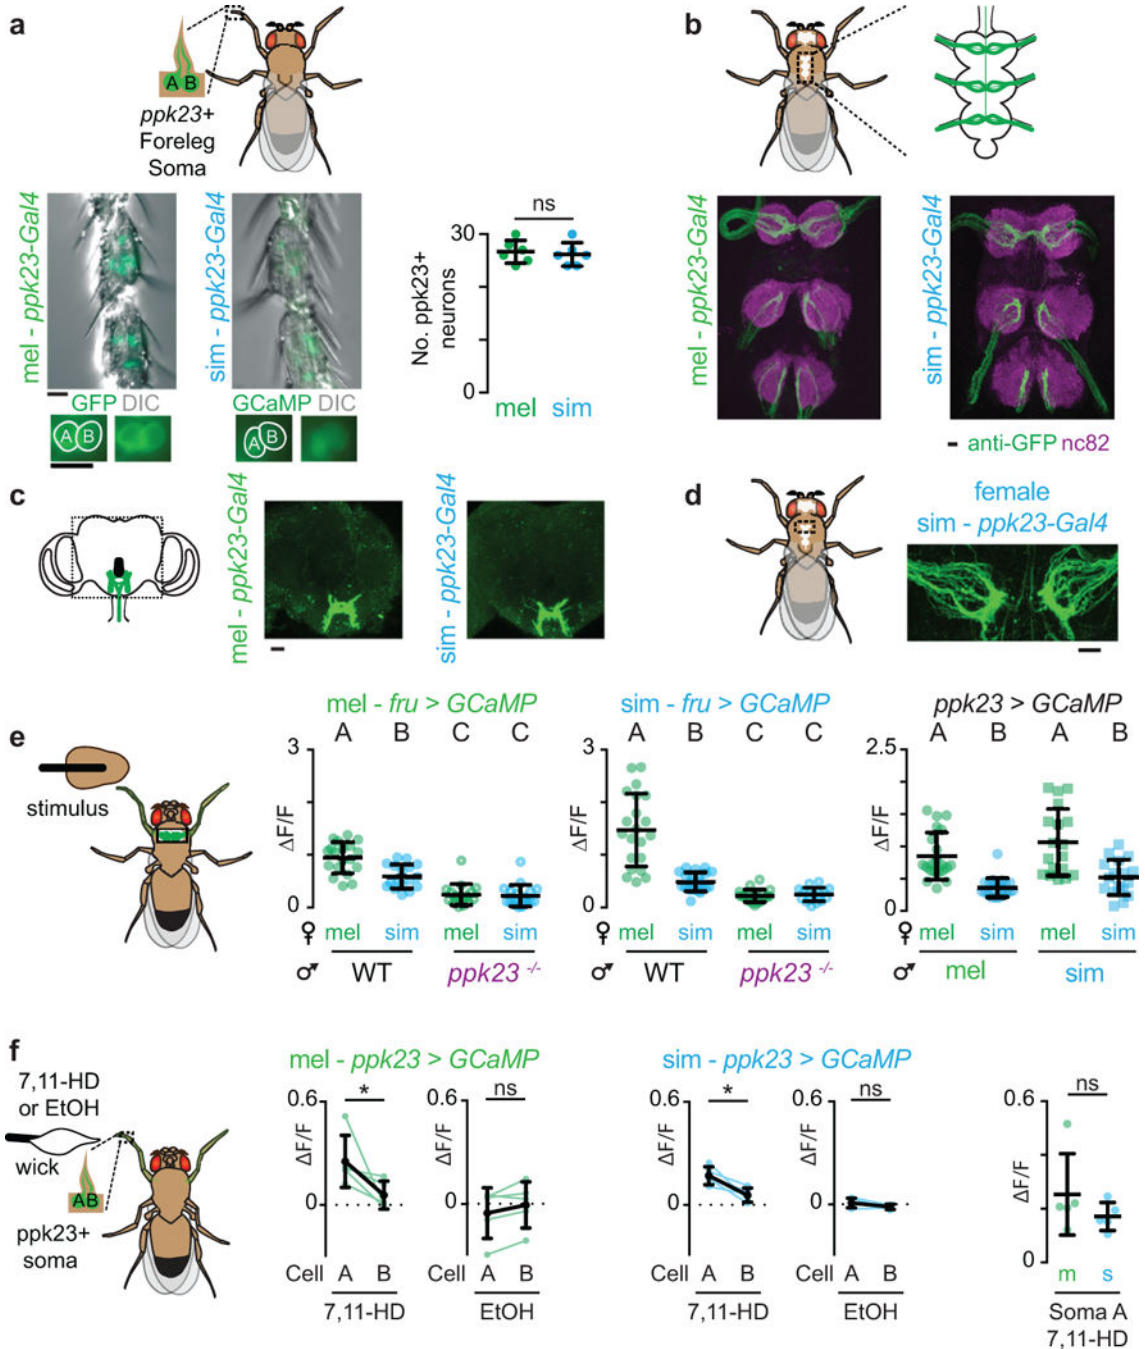 a
A B
ppk23+
Foreleg
Soma
mel - ppk23-Gal4
sim - ppk23-Gal4
GFP DIC
A B
GCaMP DIC
A B
No. ppk23+
neurons
30
0
ns
mel sim
b
mel - ppk23-Gal4
sim - ppk23-Gal4
anti-GFP nc82
c
mel - ppk23-Gal4
sim - ppk23-Gal4
d
female
sim - ppk23-Gal4
e
stimulus
mel - fru > GCaMP
A B C C
3
ΔF/F
0
♀ mel sim mel sim
♂ WT ppk23 -/-
sim - fru > GCaMP
A B C C
3
ΔF/F
0
♀ mel sim mel sim
♂ WT ppk23 -/-
ppk23 > GCaMP
A B A B
2.5
ΔF/F
0
♀ mel sim mel sim
♂ mel sim
f
7,11-HD
or EtOH
wick
AB
ppk23+
soma
mel - ppk23 > GCaMP
0.6
ΔF/F
0
*
Cell A B
7,11-HD
0.6
ΔF/F
0
ns
A B
EtOH
sim - ppk23 > GCaMP
0.6
ΔF/F
0
*
Cell A B
7,11-HD
0.6
ΔF/F
0
ns
A B
EtOH
0.6
ΔF/F
0
ns
m s
Soma A
7,11-HD